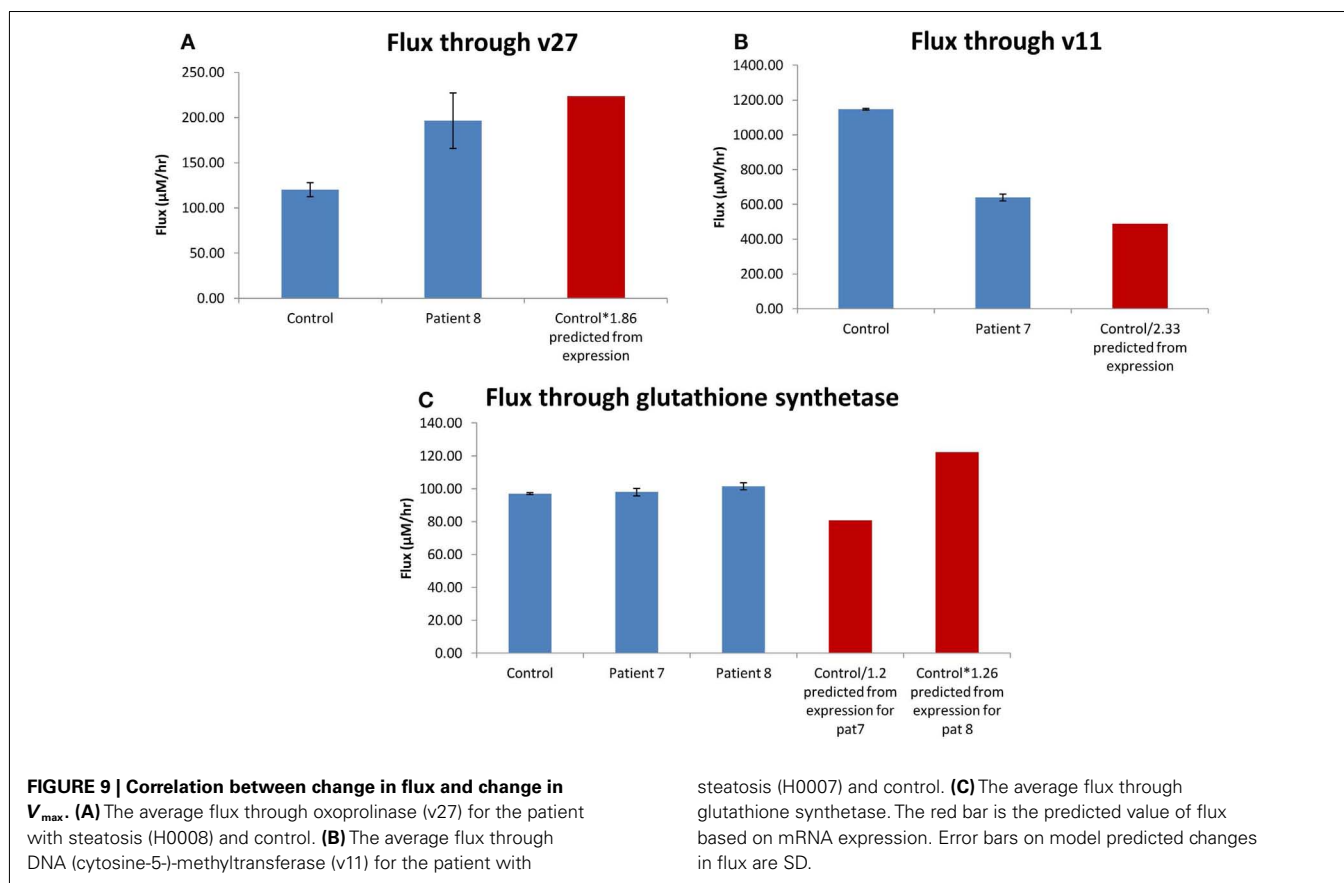 A
Flux through v27
Flux (µM/hr)
250.00
200.00
150.00
100.00
50.00
0.00
Control
Patient 8
Control*1.86
predicted from
expression
B
Flux through v11
Flux (µM/hr)
1400.00
1200.00
1000.00
800.00
600.00
400.00
200.00
0.00
Control
Patient 7
Control/2.33
predicted from
expression
C
Flux through glutathione synthetase
Flux (µM/hr)
140.00
120.00
100.00
80.00
60.00
40.00
20.00
0.00
Control
Patient 7
Patient 8
Control/1.2
predicted from
expression for
pat7
Control*1.26
predicted from
expression for
pat 8
FIGURE 9 | Correlation between change in flux and change in
Vmax. (A) The average flux through oxoprolinase (v27) for the patient
with steatosis (H0008) and control. (B) The average flux through
DNA (cytosine-5-)-methyltransferase (v11) for the patient with
steatosis (H0007) and control. (C) The average flux through
glutathione synthetase. The red bar is the predicted value of flux
based on mRNA expression. Error bars on model predicted changes
in flux are SD.